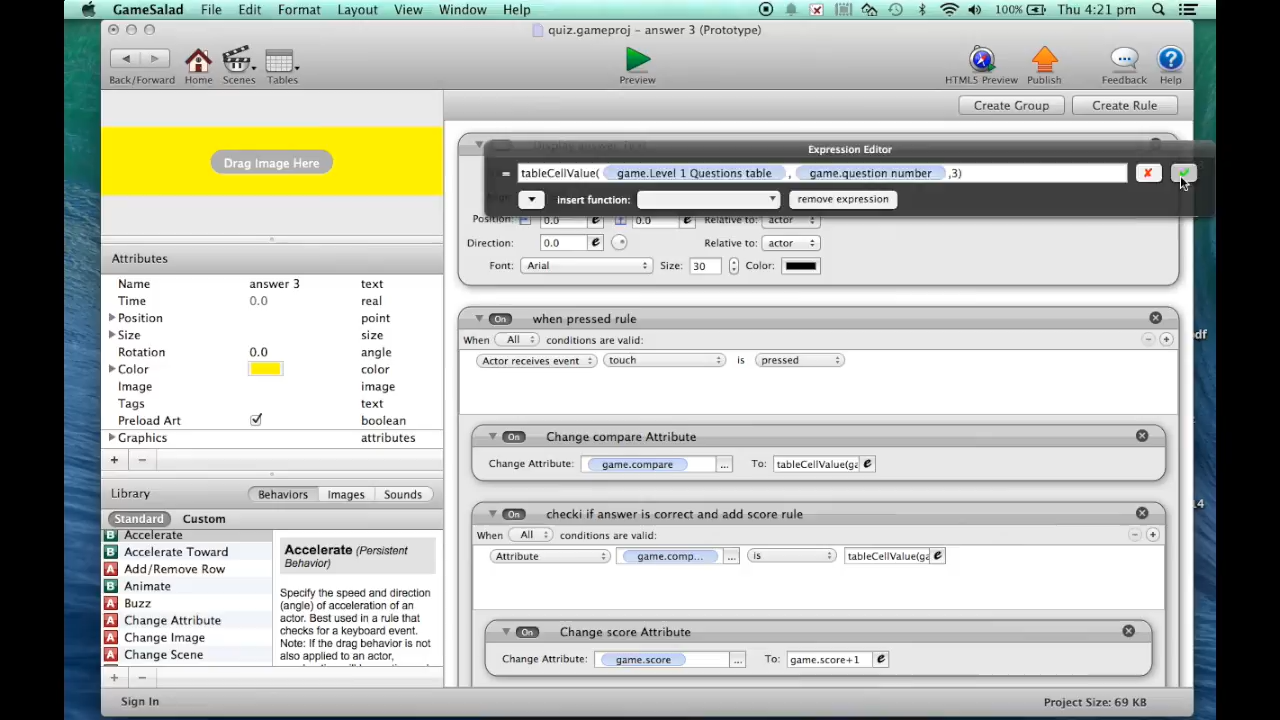 GameSalad File Edit Format Layout View Window Help 100% Thu 4:21 pm
quiz.gameproj – answer 3 (Prototype)
Back/Forward Home Scenes Tables Preview HTML5 Preview Publish Feedback Help
Create Group Create Rule
Expression Editor
Drag Image Here
= tableCellValue( game.Level 1 Questions table , game.question number ,3)
insert function: remove expression
Position: 0.0 0.0 Relative to: actor
Direction: 0.0 Relative to: actor
Font: Arial Size: 30 Color:
Attributes
Name answer 3 text
Time 0.0 real
Position point
Size size
Rotation 0.0 angle
Color color
Image image
Tags text
Preload Art boolean
Graphics attributes
On when pressed rule
When All conditions are valid:
Actor receives event touch is pressed
On Change compare Attribute
Change Attribute: game.compare ... To: tableCellValue(ga e
On checki if answer is correct and add score rule
When All conditions are valid:
Attribute game.comp... ... is tableCellValue(ga e
On Change score Attribute
Change Attribute: game.score ... To: game.score+1 e
Library Behaviors Images Sounds
Standard Custom
B Accelerate
B Accelerate Toward
A Add/Remove Row
B Animate
A Buzz
A Change Attribute
A Change Image
A Change Scene
Accelerate (Persistent
Behavior)
Specify the speed and direction
(angle) of acceleration of an
actor. Best used in a rule that
checks for a keyboard event.
Note: If the drag behavior is not
also applied to an actor,
Sign In
Project Size: 69 KB